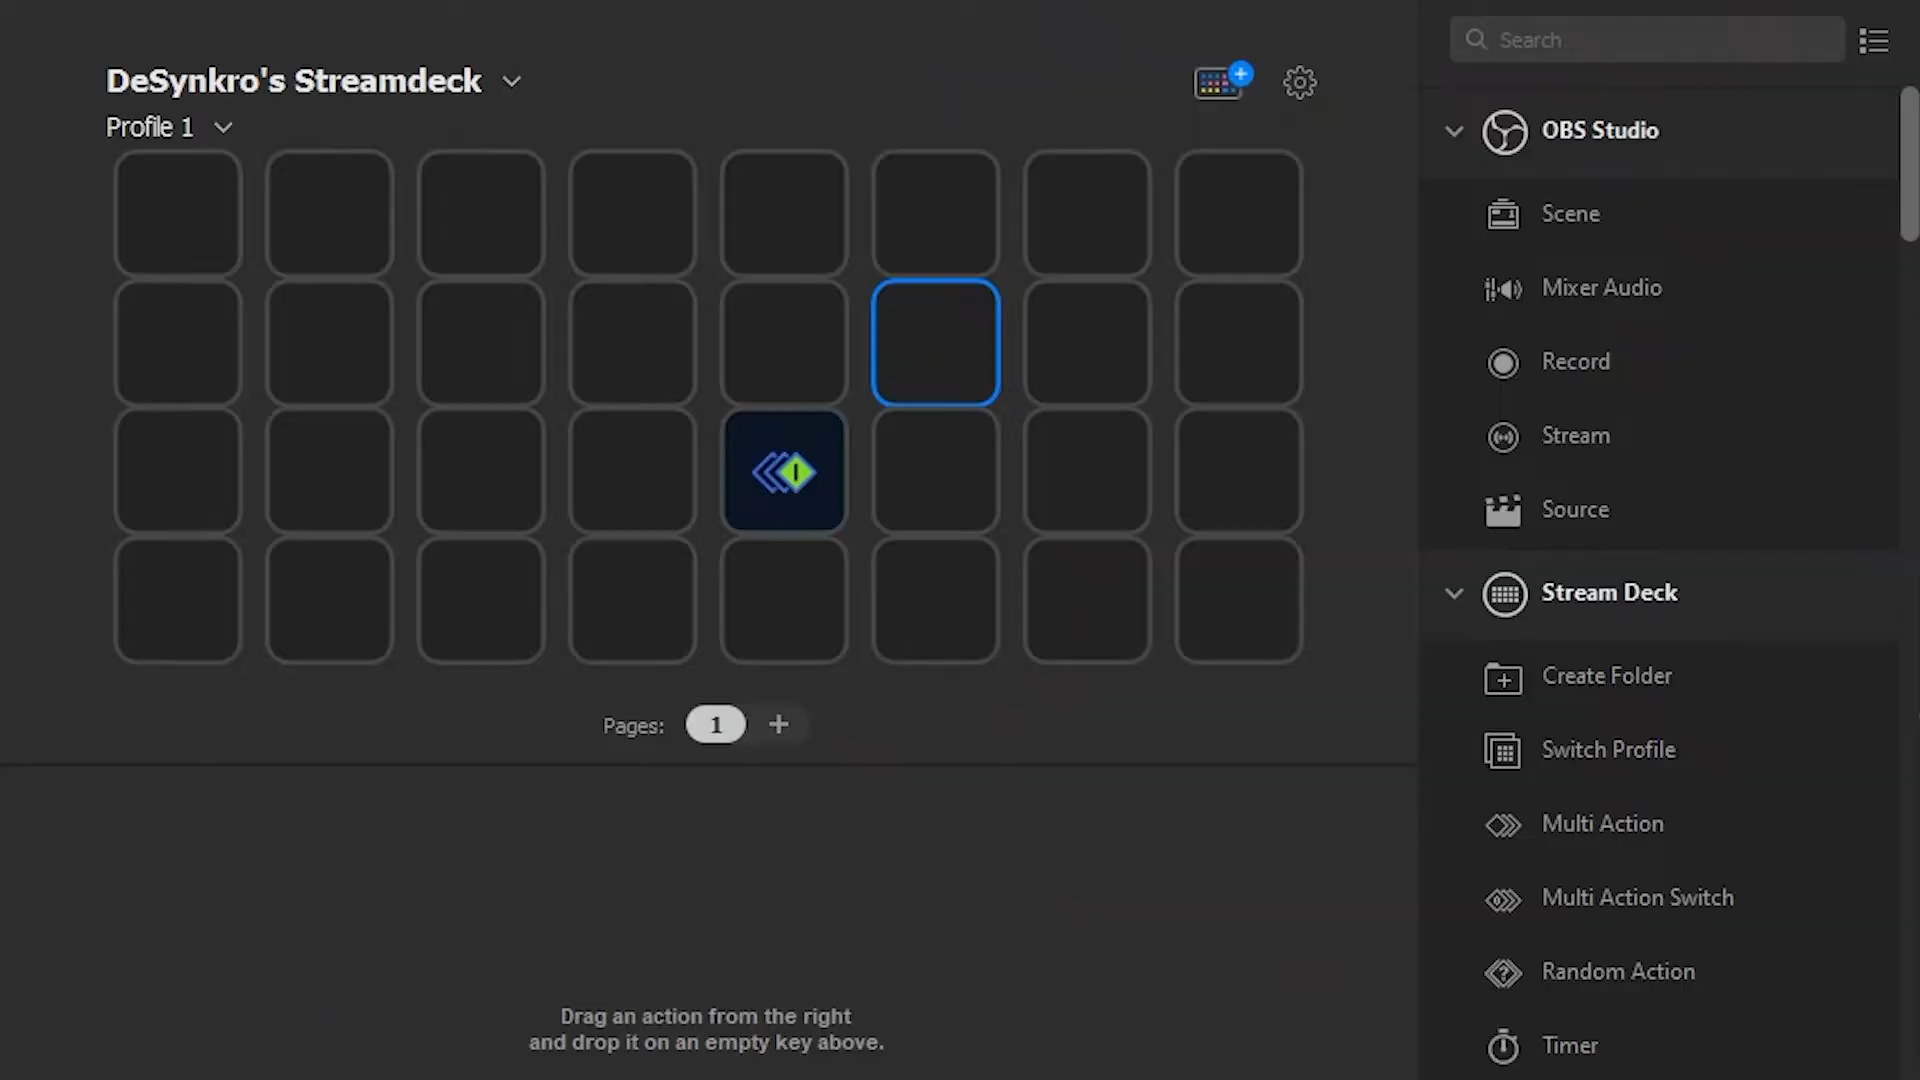 DeSynkro's Streamdeck
Profile 1
Pages:
1
+
Drag an action from the right
and drop it on an empty key above.
Search
OBS Studio
Scene
Mixer Audio
Record
Stream
Source
Stream Deck
Create Folder
Switch Profile
Multi Action
Multi Action Switch
Random Action
Timer